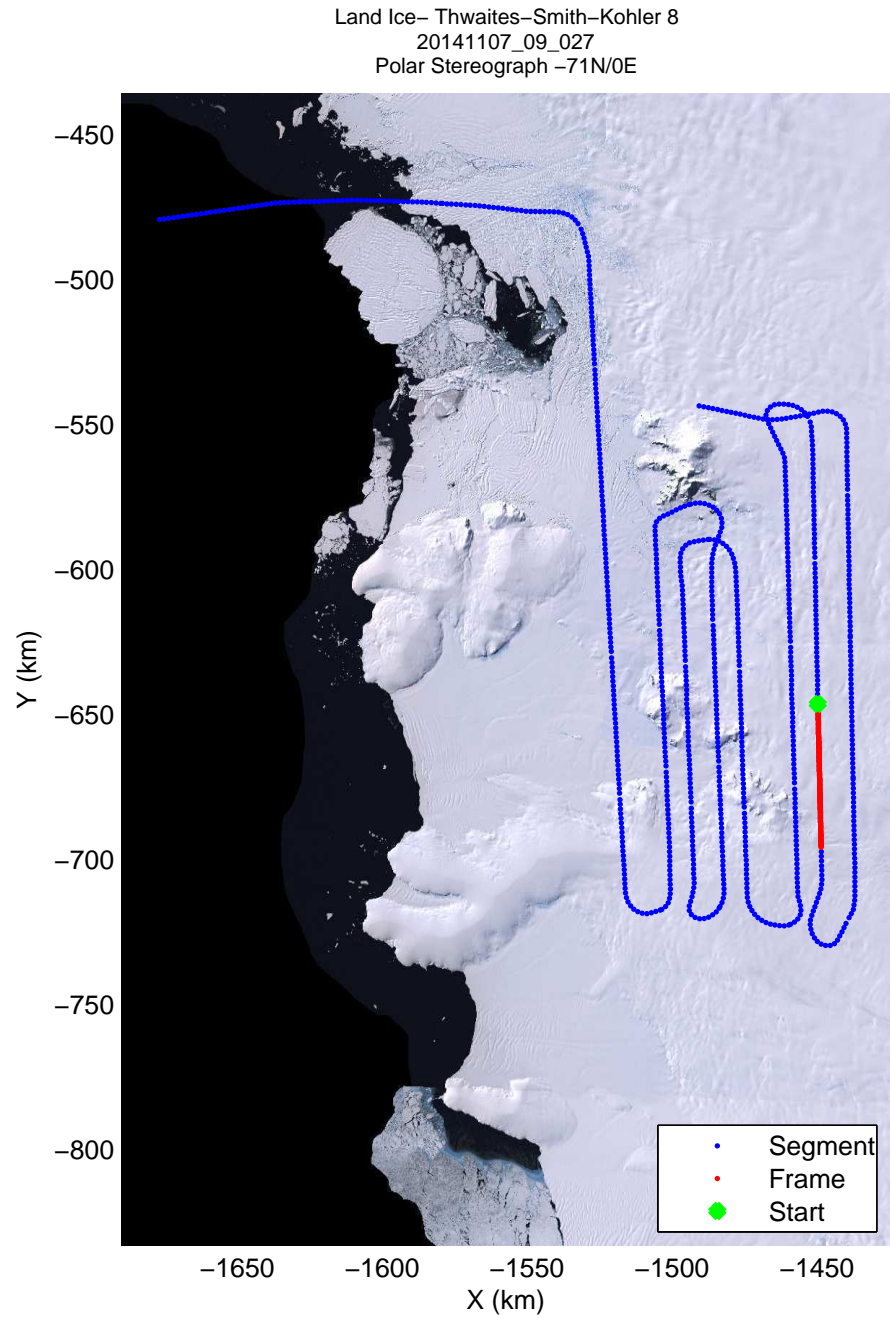 Land Ice− Thwaites−Smith−Kohler 8
20141107_09_027
Polar Stereograph −71N/0E
−450
−500
−550
−600
−650
−700
−750
−800
Y (km)
−1650
−1600
−1550
−1500
−1450
X (km)
Segment
Frame
Start